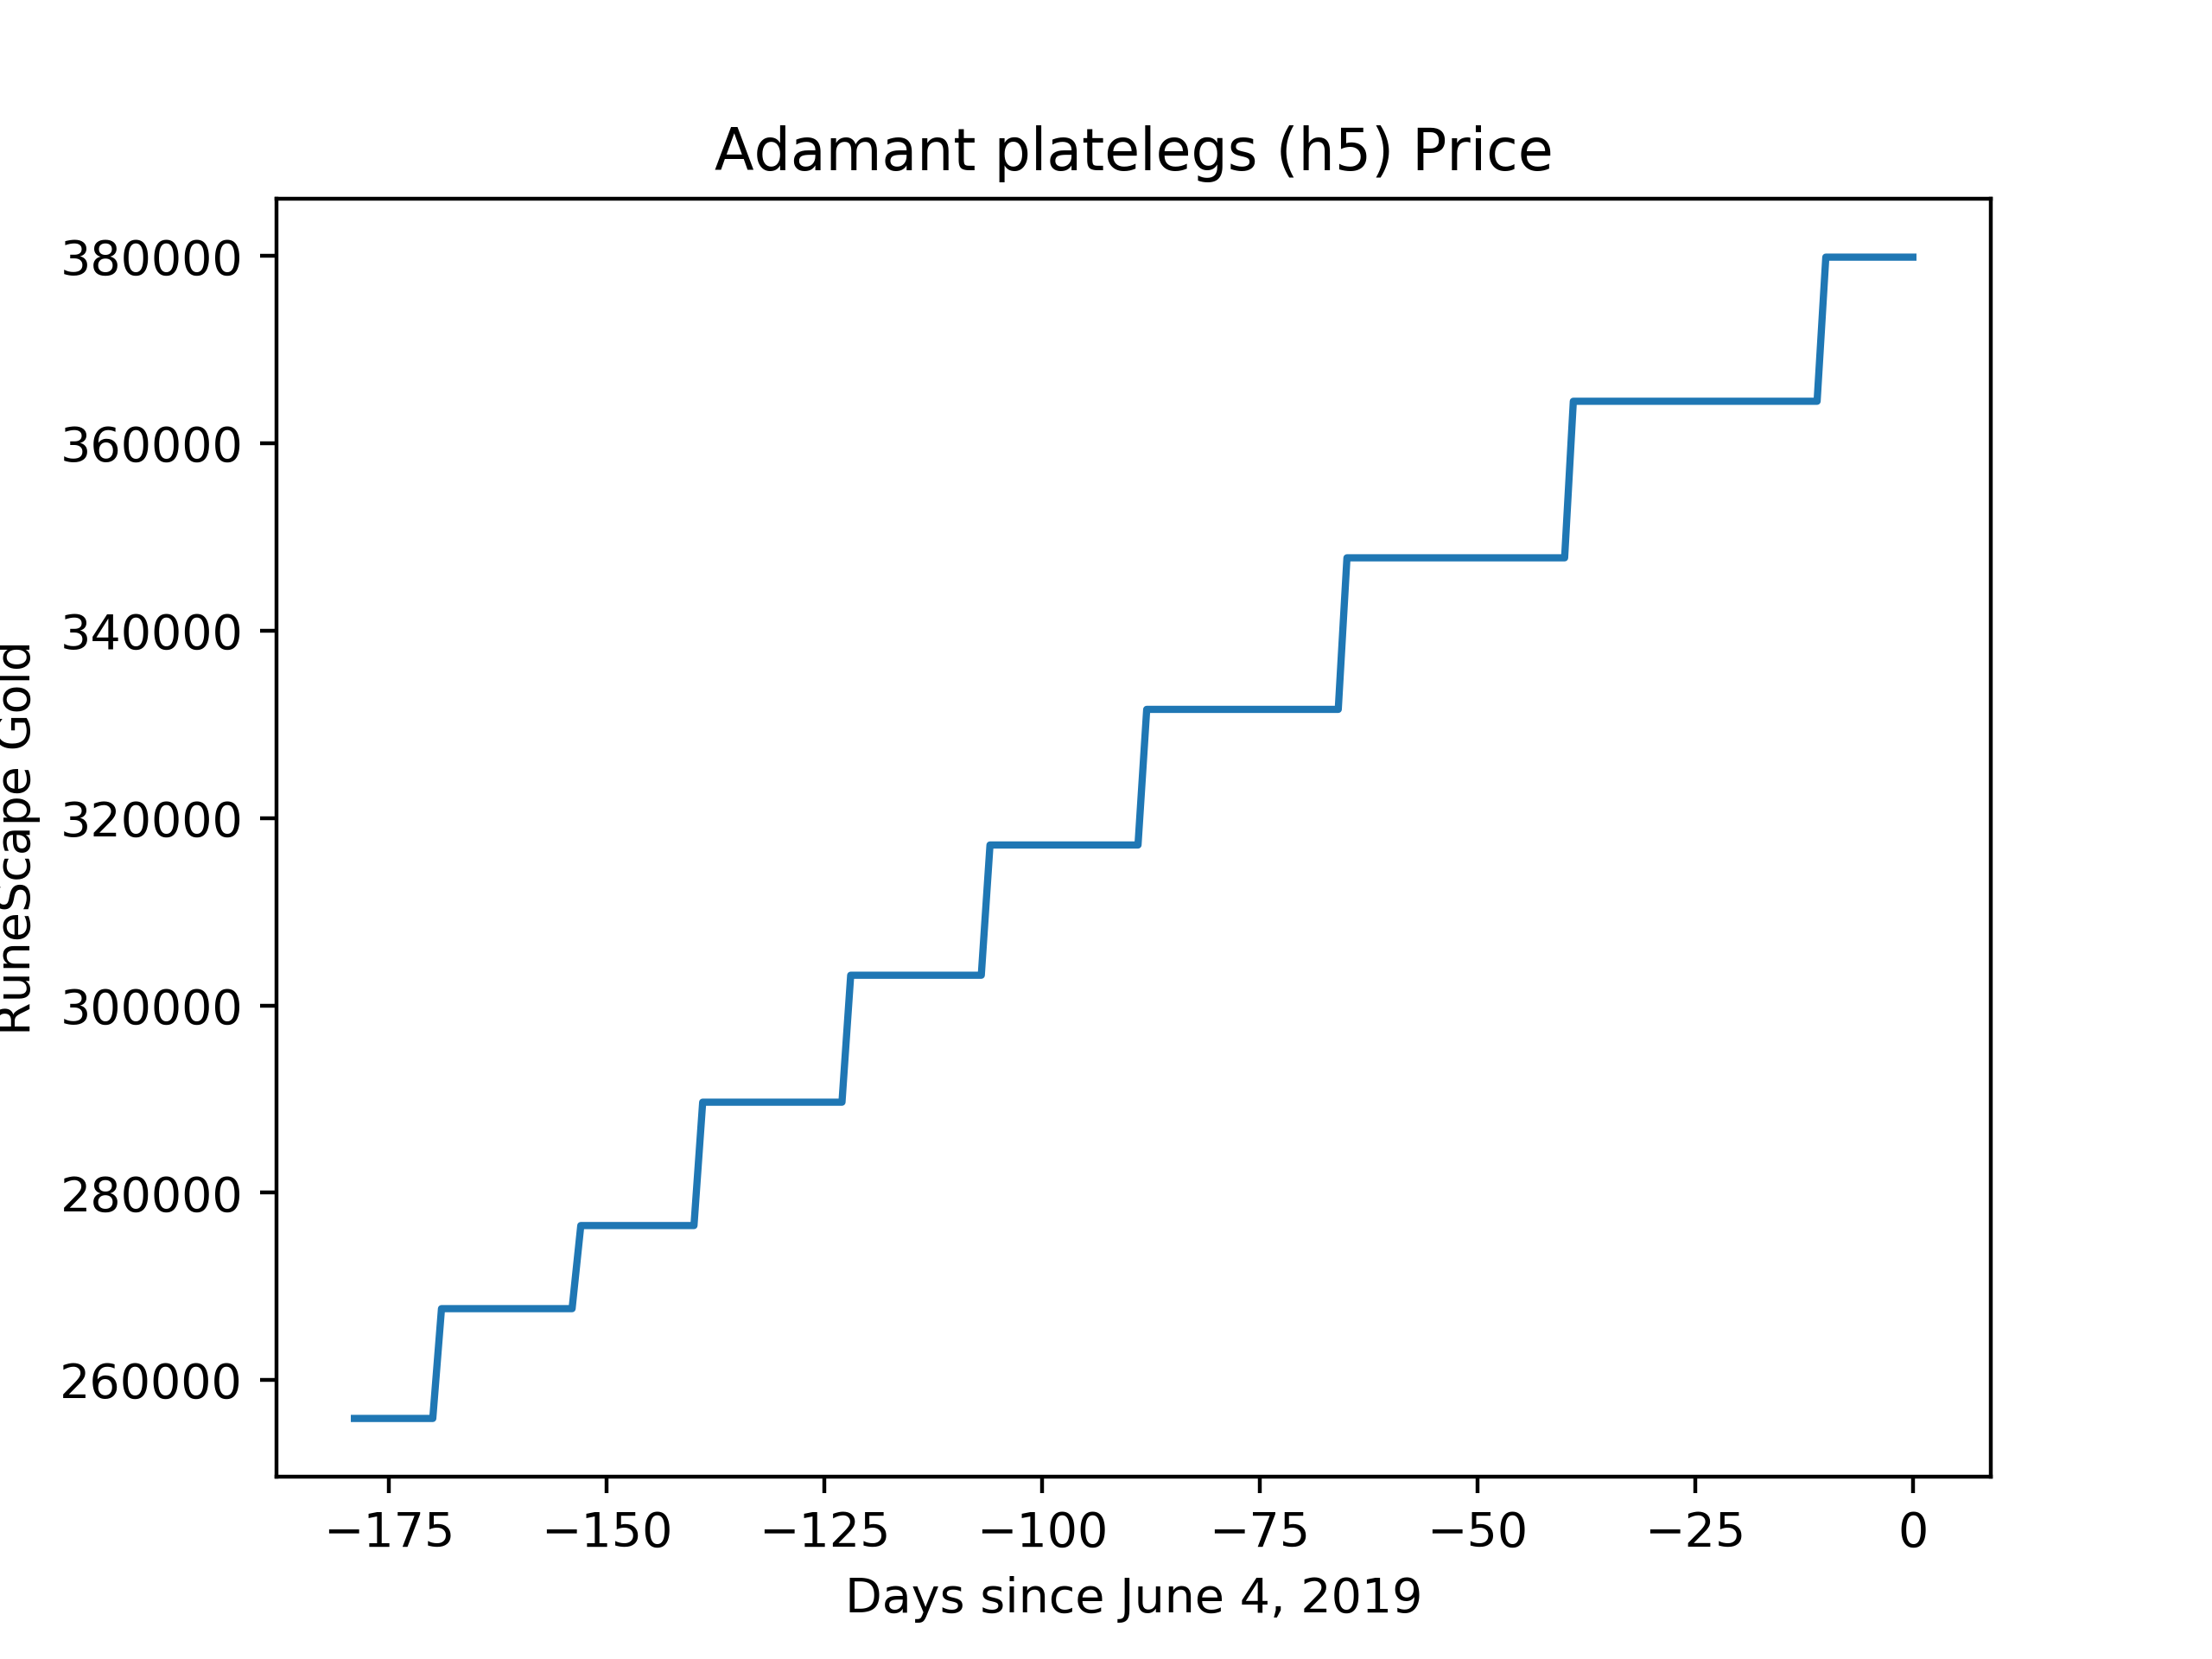 Adamant platelegs (h5) Price
380000
360000
340000
320000
300000
280000
260000
RuneScape Gold
−175 −150 −125 −100 −75 −50 −25 0
Days since June 4, 2019